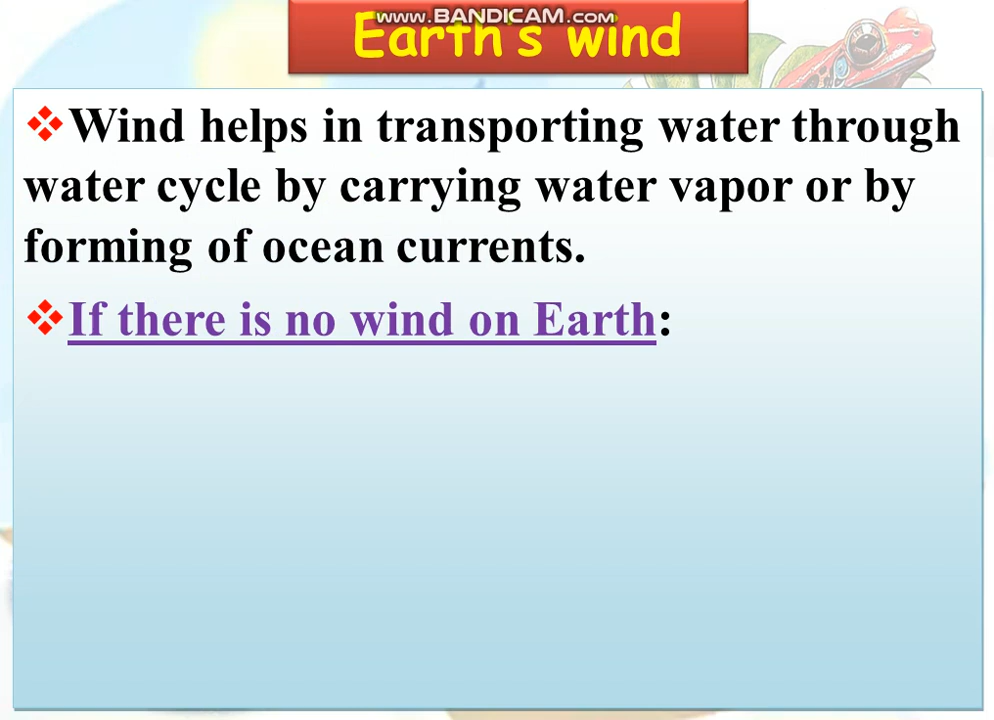 www.BANDICAM.com
Earth's wind
❖Wind helps in transporting water through
water cycle by carrying water vapor or by
forming of ocean currents.
❖If there is no wind on Earth: